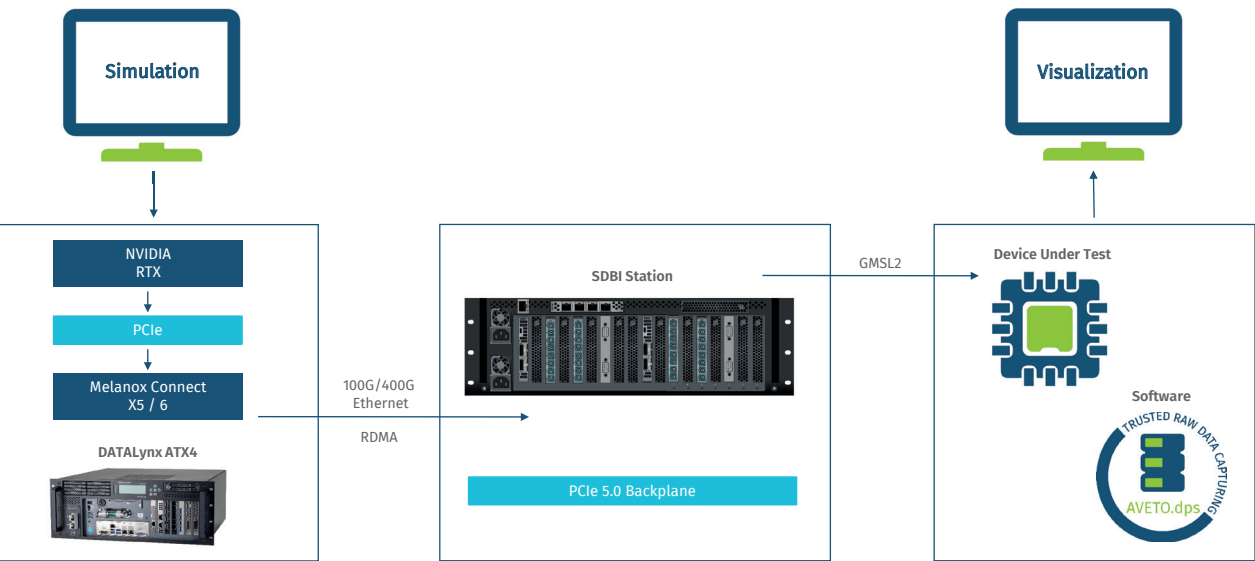 Simulation
Visualization
NVIDIA
RTX
PCIe
Melanox Connect
X5 / 6
DATALynx ATX4
100G/400G
Ethernet
RDMA
SDBI Station
PCIe 5.0 Backplane
GMSL2
Device Under Test
Software
TRUSTED RAW DATA CAPTURING
AVETO.dps